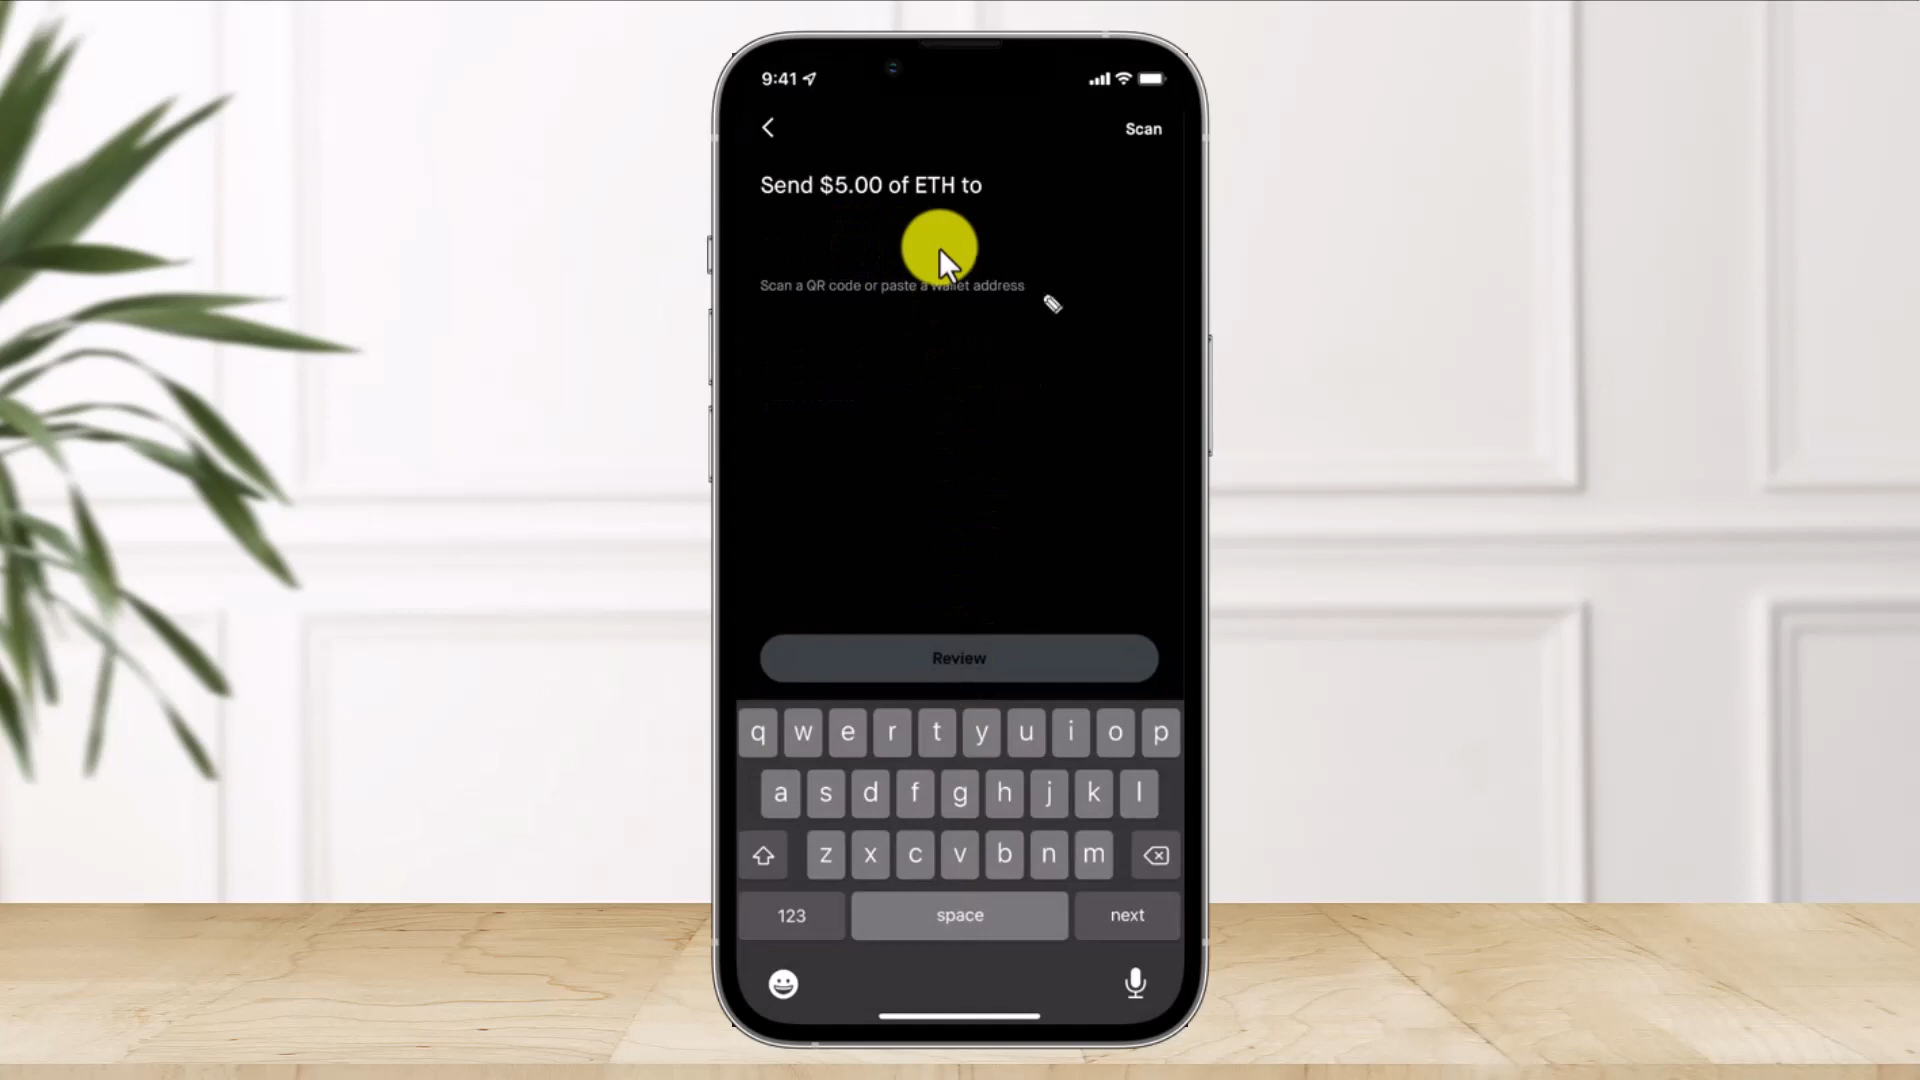 9:41
Scan
Send $5.00 of ETH to
Scan a QR code or paste a wallet address
Review
q w e r t y u i o p
a s d f g h j k l
z x c v b n m
123 space next